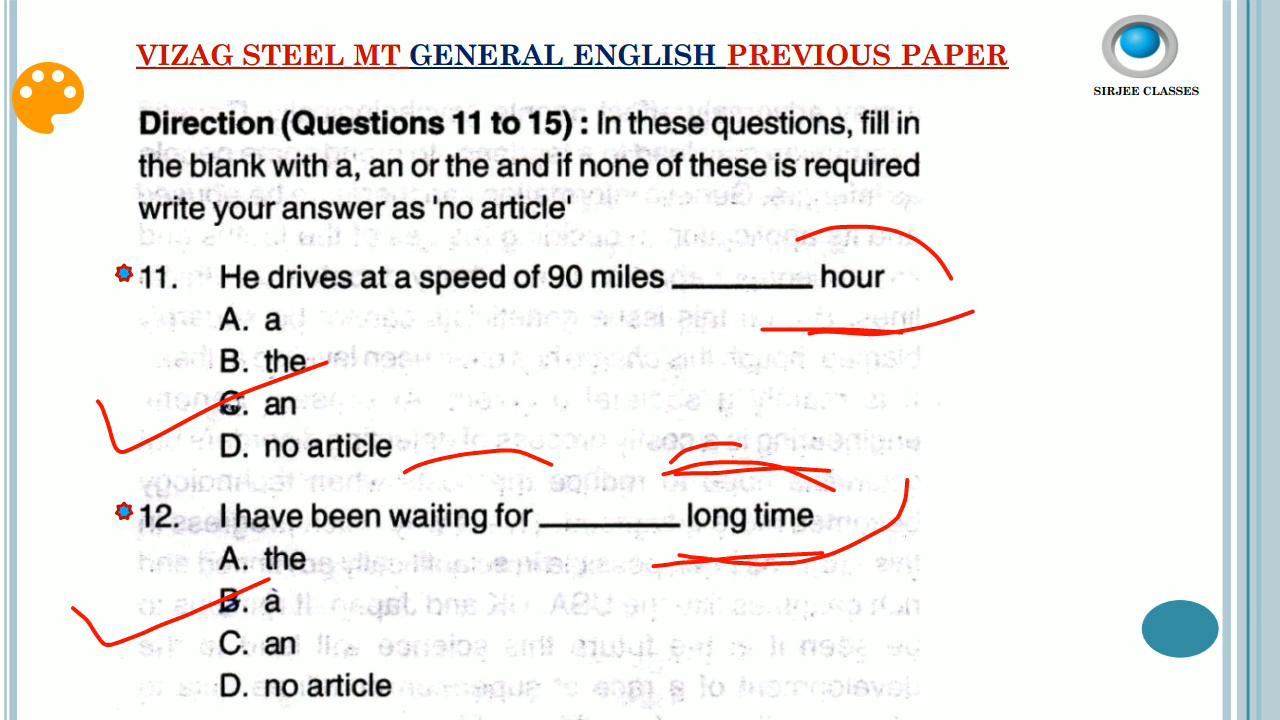 VIZAG STEEL MT GENERAL ENGLISH PREVIOUS PAPER
SIRJEE CLASSES
Direction (Questions 11 to 15) : In these questions, fill in
the blank with a, an or the and if none of these is required
write your answer as 'no article'
11. He drives at a speed of 90 miles ________ hour
A. a
B. the
C. an
D. no article
12. I have been waiting for ________ long time
A. the
B. a
C. an
D. no article